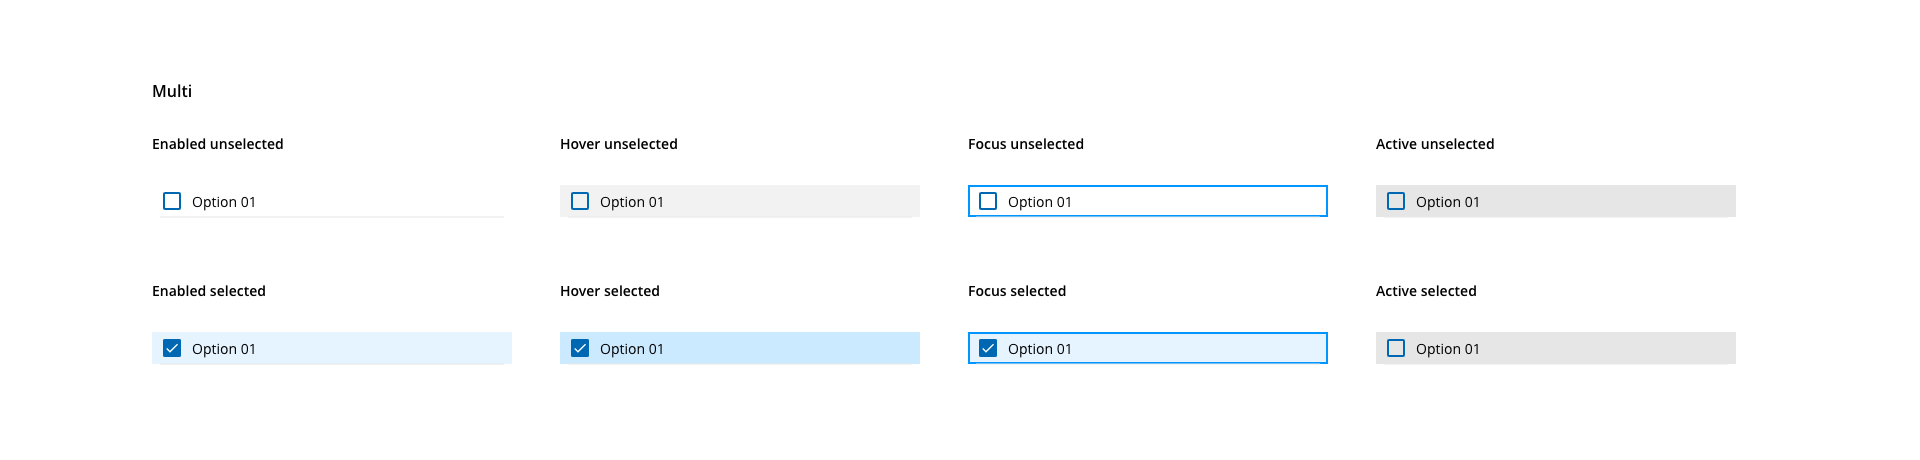 Multi
Enabled unselected
Hover unselected
Focus unselected
Active unselected
Option 01
Option 01
Option 01
Option 01
Enabled selected
Hover selected
Focus selected
Active selected
Option 01
Option 01
Option 01
Option 01